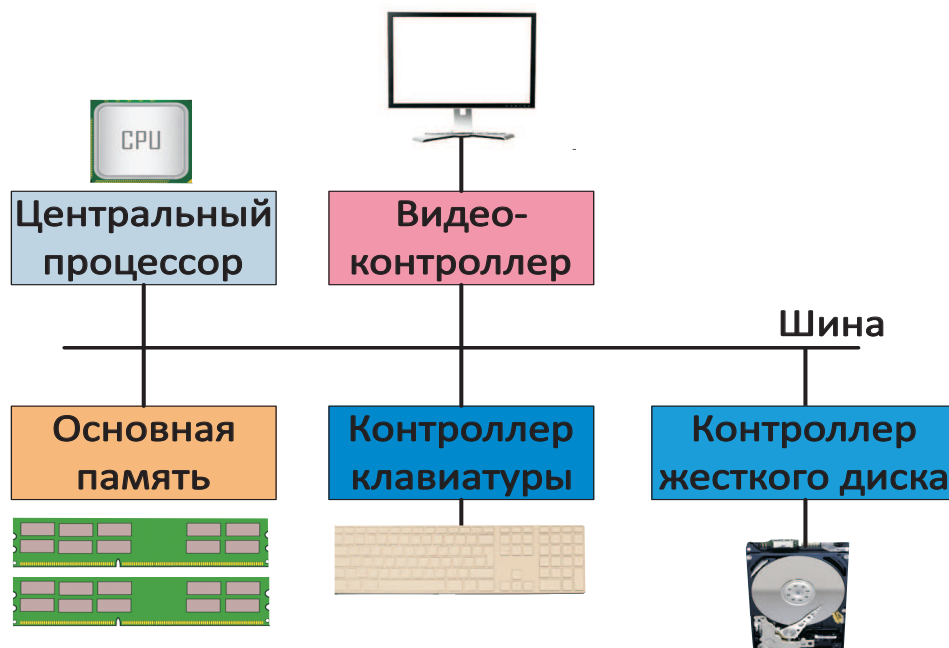 CPU
Центральный
процессор
Видео-
контроллер
Шина
Основная
память
Контроллер
клавиатуры
Контроллер
жесткого диска